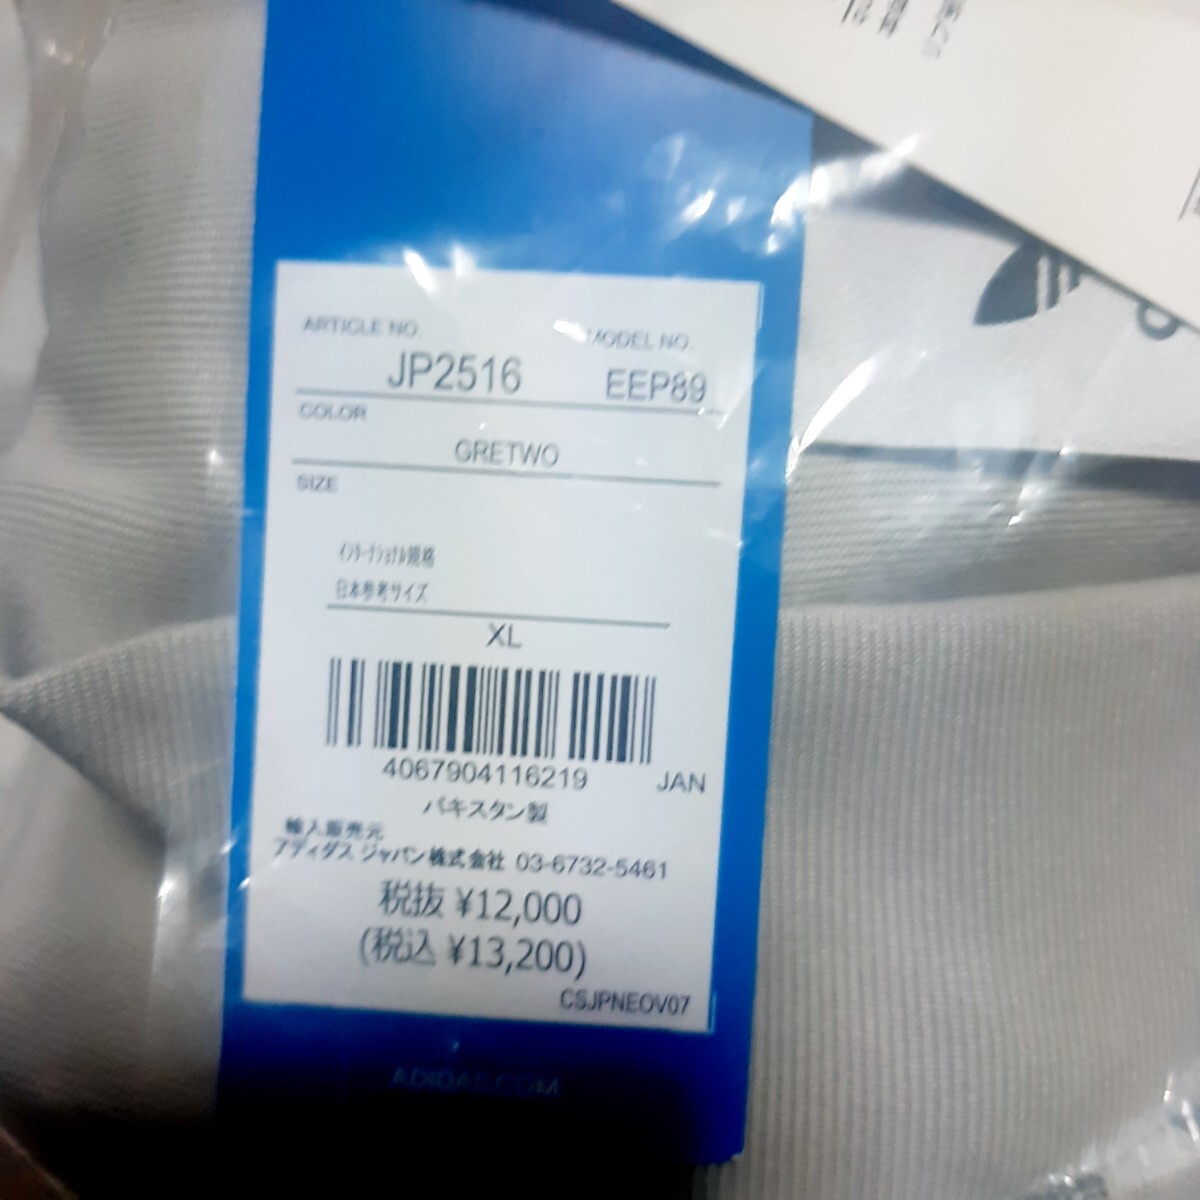 ARTICLE NO. MODEL NO.
JP2516 EEP89
COLOR
GRETWO
SIZE
ｲﾝﾀｰﾅｼｮﾅﾙ規格
日本参考サイズ
XL
4067904116219 JAN
パキスタン製
輸入販売元
アディダス ジャパン株式会社 03-6732-5461
税抜 ¥12,000
(税込 ¥13,200)
CSJPNEOV07
ADIDAS.COM